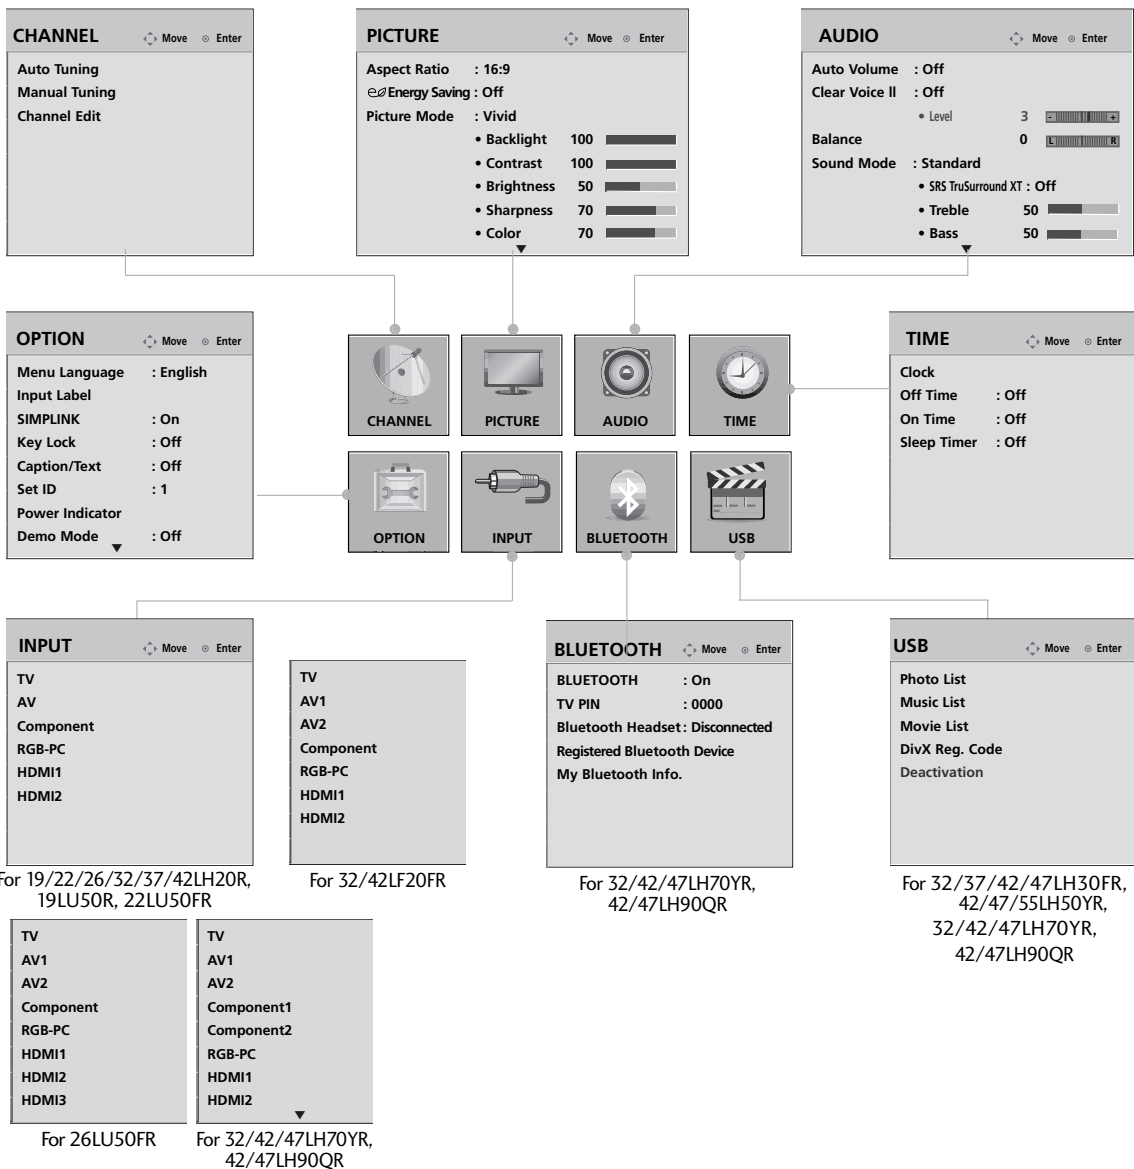 CHANNEL Move Enter
Auto Tuning
Manual Tuning
Channel Edit
PICTURE Move Enter
Aspect Ratio : 16:9
Energy Saving : Off
Picture Mode : Vivid
• Backlight 100
• Contrast 100
• Brightness 50
• Sharpness 70
• Color 70
AUDIO Move Enter
Auto Volume : Off
Clear Voice ll : Off
• Level 3 - +
Balance 0 L R
Sound Mode : Standard
• SRS TruSurround XT : Off
• Treble 50
• Bass 50
OPTION Move Enter
Menu Language : English
Input Label
SIMPLINK : On
Key Lock : Off
Caption/Text : Off
Set ID : 1
Power Indicator
Demo Mode : Off
CHANNEL
PICTURE
AUDIO
TIME
OPTION
INPUT
BLUETOOTH
USB
TIME Move Enter
Clock
Off Time : Off
On Time : Off
Sleep Timer : Off
INPUT Move Enter
TV
AV
Component
RGB-PC
HDMI1
HDMI2
For 19/22/26/32/37/42LH20R,
19LU50R, 22LU50FR
TV
AV1
AV2
Component
RGB-PC
HDMI1
HDMI2
For 32/42LF20FR
BLUETOOTH Move Enter
BLUETOOTH : On
TV PIN : 0000
Bluetooth Headset : Disconnected
Registered Bluetooth Device
My Bluetooth Info.
For 32/42/47LH70YR,
42/47LH90QR
USB Move Enter
Photo List
Music List
Movie List
DivX Reg. Code
Deactivation
For 32/37/42/47LH30FR,
42/47/55LH50YR,
32/42/47LH70YR,
42/47LH90QR
TV
AV1
AV2
Component
RGB-PC
HDMI1
HDMI2
HDMI3
For 26LU50FR
TV
AV1
AV2
Component1
Component2
RGB-PC
HDMI1
HDMI2
For 32/42/47LH70YR,
42/47LH90QR